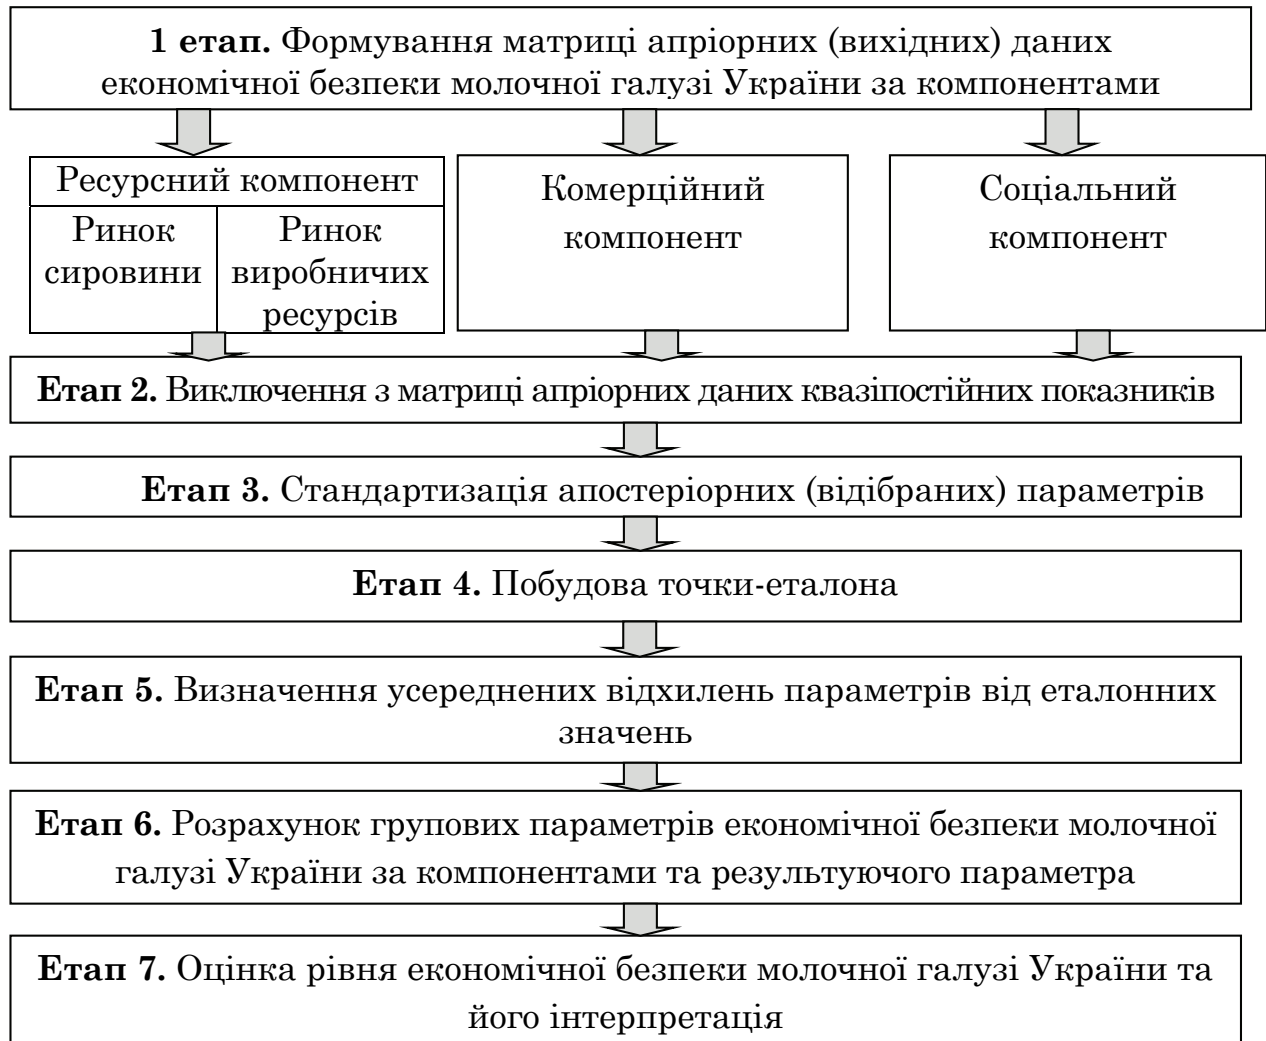 1 етап. Формування матриці апріорних (вихідних) даних
економічної безпеки молочної галузі України за компонентами
Ресурсний компонент
Ринок
сировини
Ринок
виробничих
ресурсів
Комерційний
компонент
Соціальний
компонент
Етап 2. Виключення з матриці апріорних даних квазіпостійних показників
Етап 3. Стандартизація апостеріорних (відібраних) параметрів
Етап 4. Побудова точки-еталона
Етап 5. Визначення усереднених відхилень параметрів від еталонних
значень
Етап 6. Розрахунок групових параметрів економічної безпеки молочної
галузі України за компонентами та результуючого параметра
Етап 7. Оцінка рівня економічної безпеки молочної галузі України та
його інтерпретація